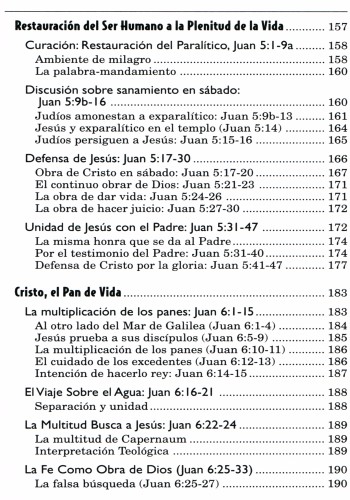 Restauración del Ser Humano a la Plenitud de la Vida ............ 157
Curación: Restauración del Paralítico, Juan 5:1-9a .... 158
Ambiente de milagro ............ 158
La palabra-mandamiento ............ 160
Discusión sobre sanamiento en sábado:
Juan 5:9b-16 ............ 160
Judíos amonestan a exparalítico: Juan 5:9b-13 ........ 161
Jesús y exparalítico en el templo (Juan 5:14) ........ 164
Judíos persiguen a Jesús: Juan 5:15-16 ............ 165
Defensa de Jesús: Juan 5:17-30 ............ 166
Obra de Cristo en sábado: Juan 5:17-20 ............ 167
El continuo obrar de Dios: Juan 5:21-23 ............ 171
La obra de dar vida: Juan 5:24-26 ............ 171
La obra de hacer juicio: Juan 5:27-30 ............ 172
Unidad de Jesús con el Padre: Juan 5:31-47 ............ 172
La misma honra que se da al Padre ............ 174
Por el testimonio del Padre: Juan 5:31-40 ............ 174
Defensa de Cristo por la gloria: Juan 5:41-47 ........ 177
Cristo, el Pan de Vida ............ 183
La multiplicación de los panes: Juan 6:1-15 ............ 183
Al otro lado del Mar de Galilea (Juan 6:1-4) ............ 184
Jesús prueba a sus discípulos (Juan 6:5-9) ............ 185
La multiplicación de los panes (Juan 6:10-11) ........ 186
El cuidado de los excedentes (Juan 6:12-13) ............ 186
Intención de hacerlo rey: Juan 6:14-15 ............ 187
El Viaje Sobre el Agua: Juan 6:16-21 ............ 188
Separación y unidad ............ 188
La Multitud Busca a Jesús: Juan 6:22-24 ............ 189
La multitud de Capernaum ............ 189
Interpretación Teológica ............ 189
La Fe Como Obra de Dios (Juan 6:25-33) ............ 190
La falsa búsqueda (Juan 6:25-27) ............ 190